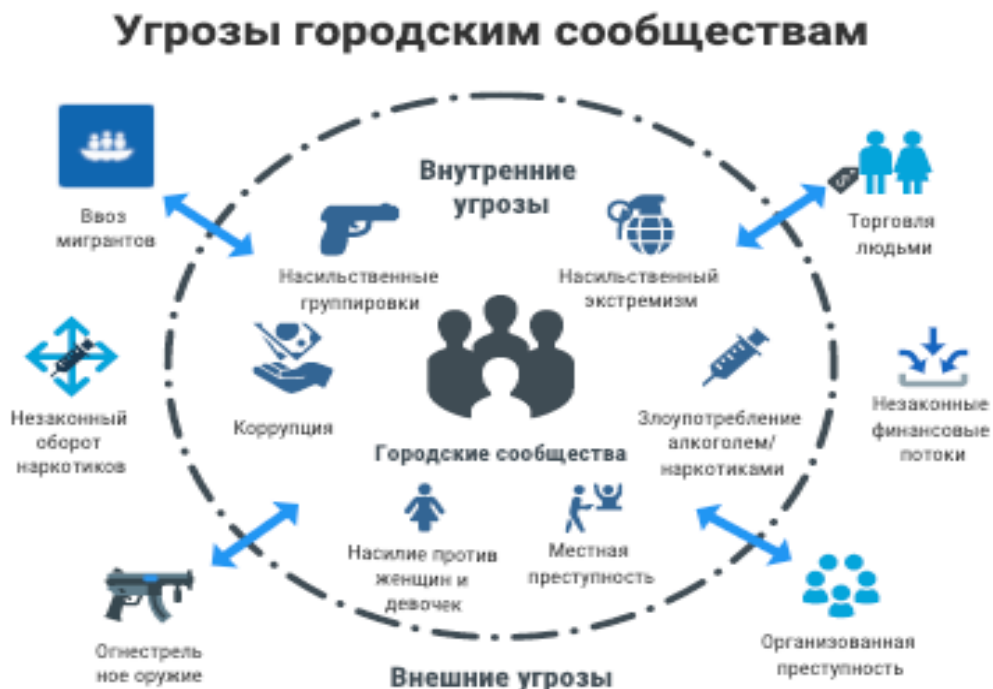 Угрозы городским сообществам
Внутренние
угрозы
Ввоз
мигрантов
Торговля
людьми
Насильственные
группировки
Насильственный
экстремизм
Незаконный
оборот
наркотиков
Коррупция
Городские сообщества
Злоупотребление
алкоголем/
наркотиками
Незаконные
финансовые
потоки
Насилие против
женщин и
девочек
Местная
преступность
Огнестрель
ное оружие
Организованная
преступность
Внешние угрозы